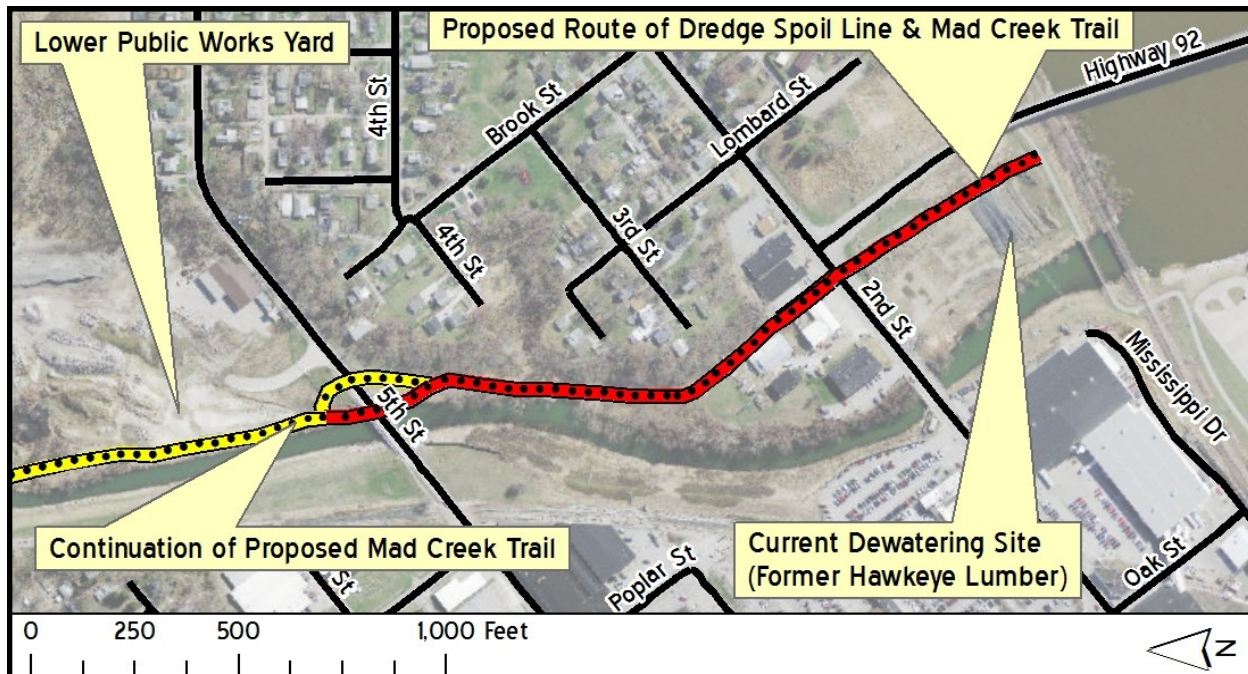 Lower Public Works Yard
Proposed Route of Dredge Spoil Line & Mad Creek Trail
Highway 92
4th St
Brook St
Lombard St
4th St
3rd St
2nd St
Mississippi Dr
5th St
Continuation of Proposed Mad Creek Trail
Current Dewatering Site
(Former Hawkeye Lumber)
St
Poplar St
Oak St
0 250 500 1,000 Feet
N